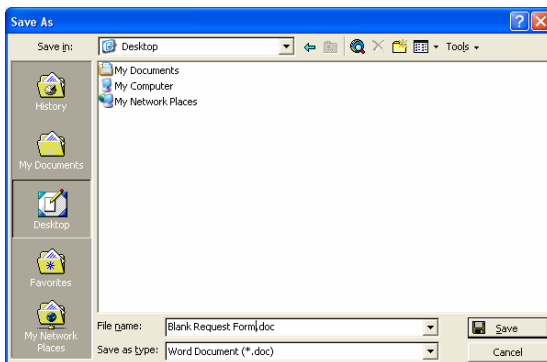 Save As
Save in: Desktop Tools
History
My Documents
Desktop
Favorites
My Network
Places
My Documents
My Computer
My Network Places
File name: Blank Request Form.doc Save
Save as type: Word Document (*.doc) Cancel